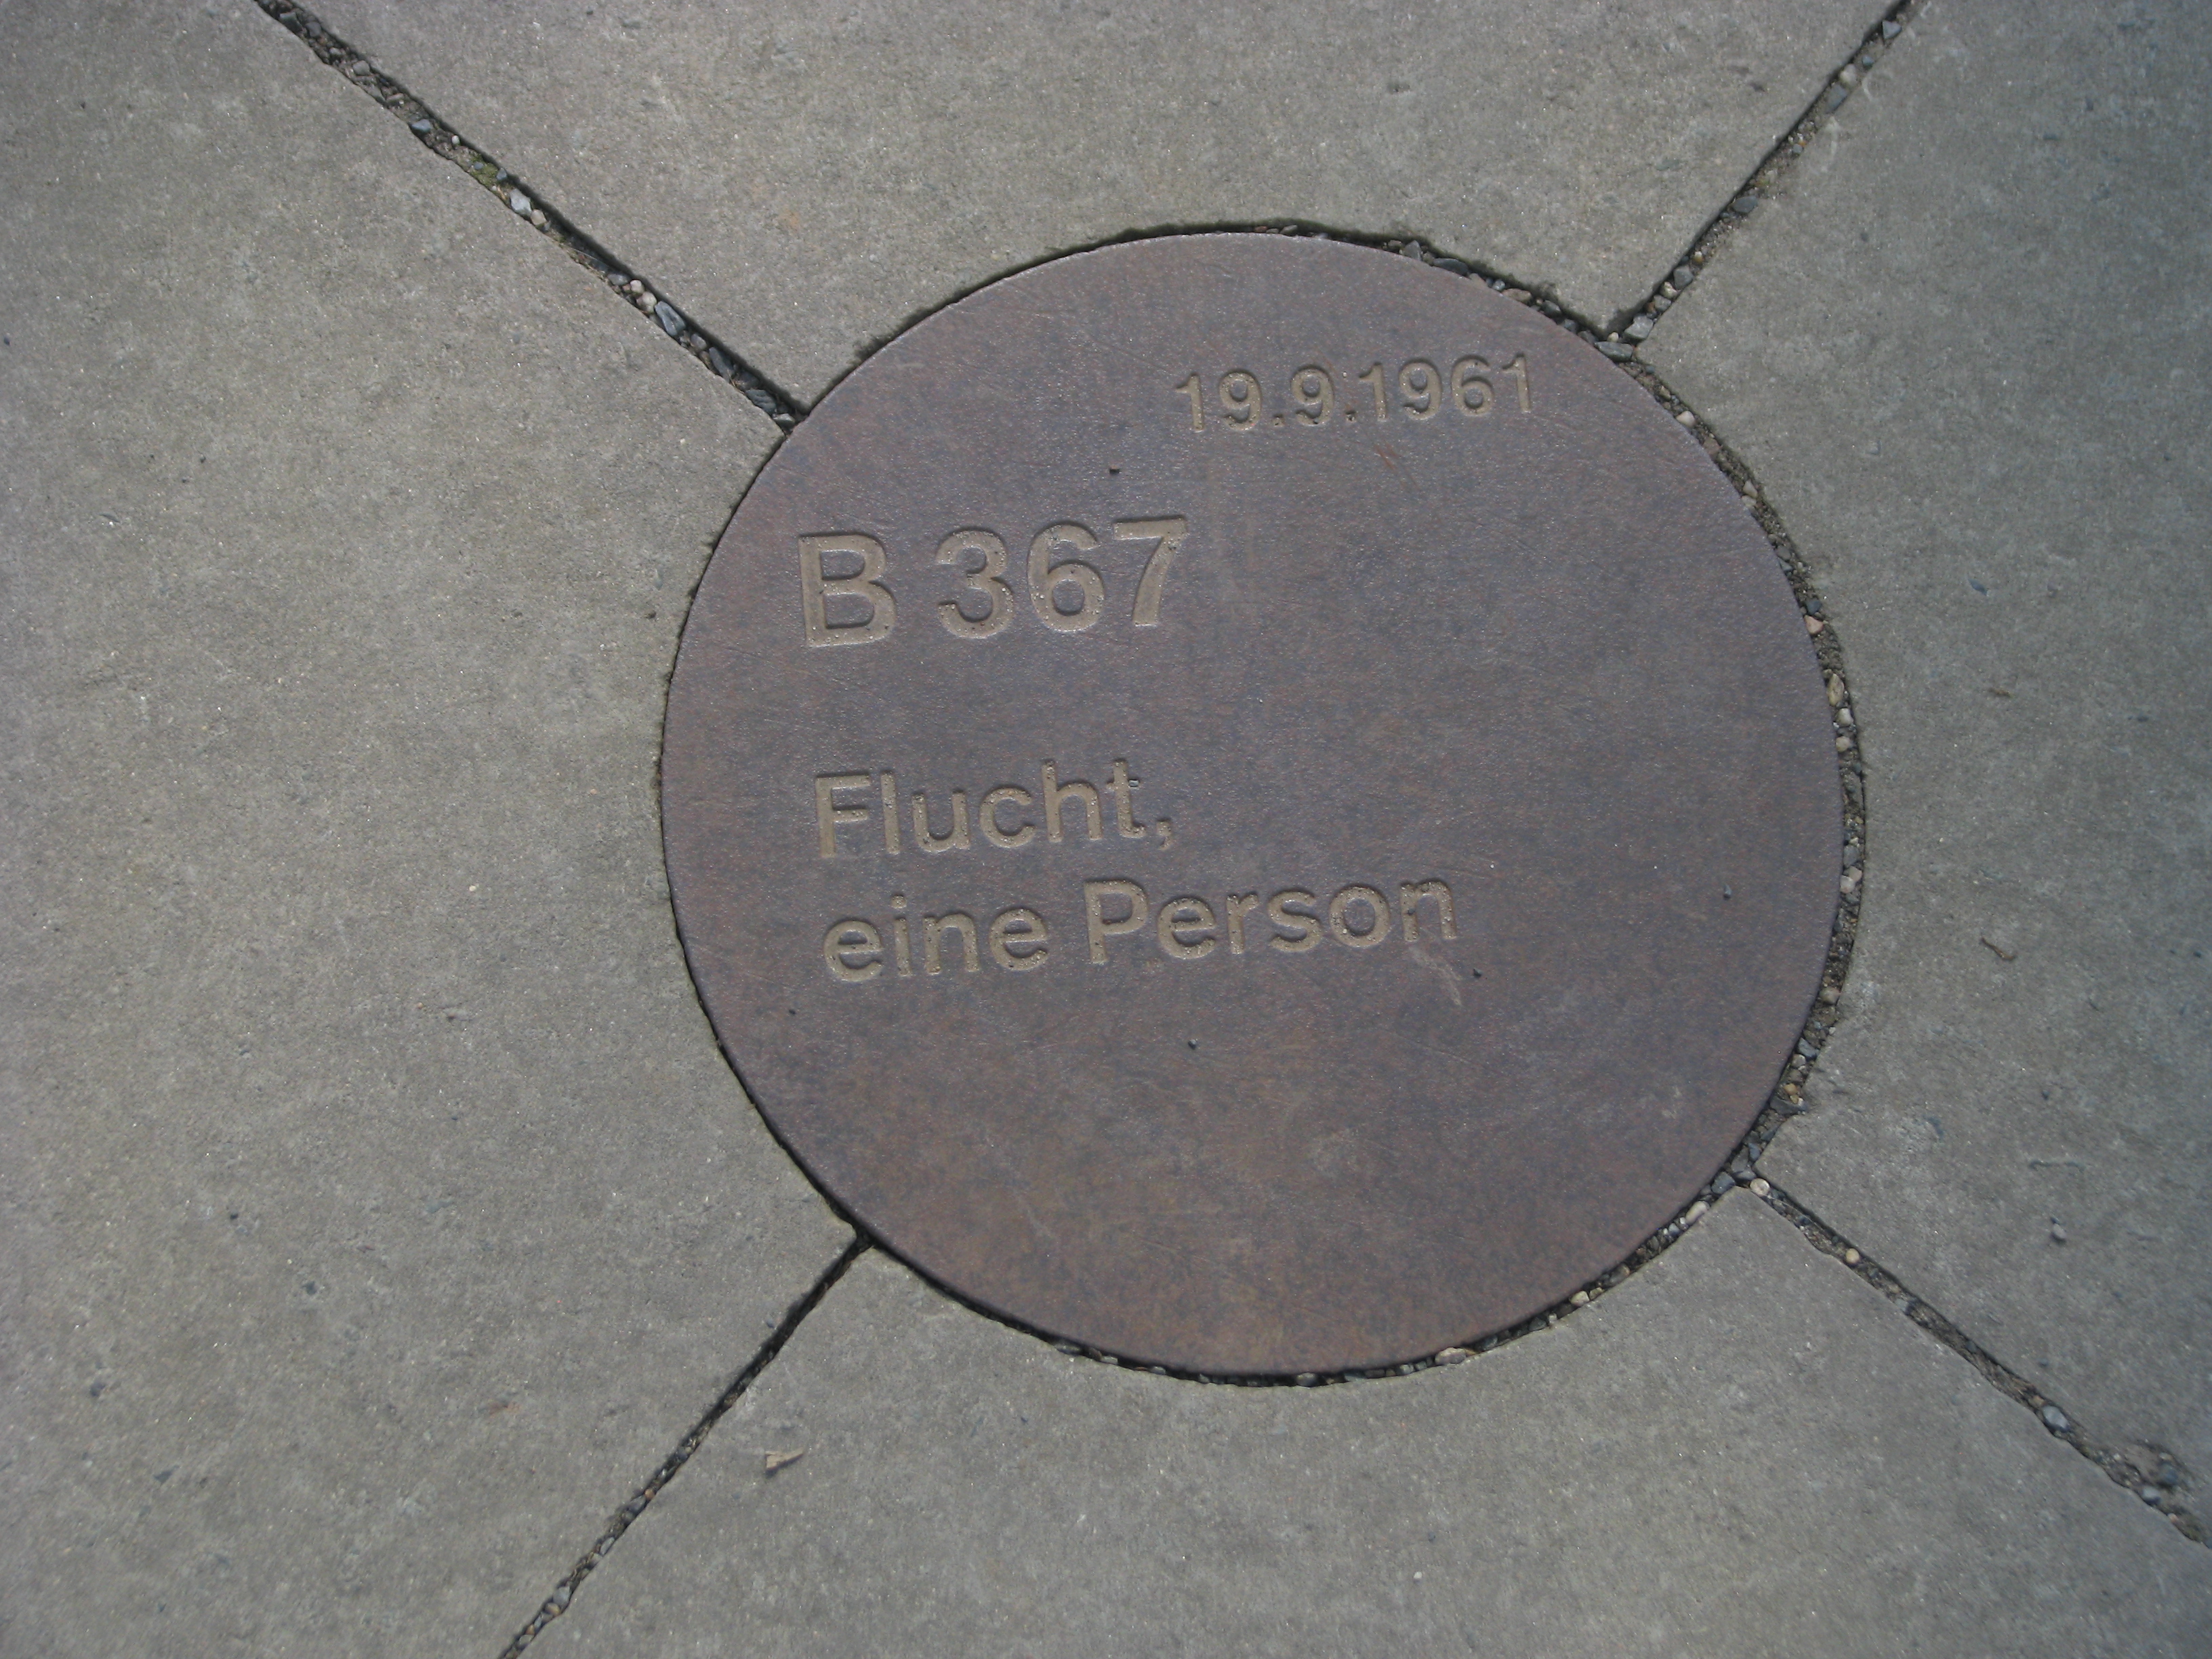 19.9.1961
B 367
Flucht,
eine Person